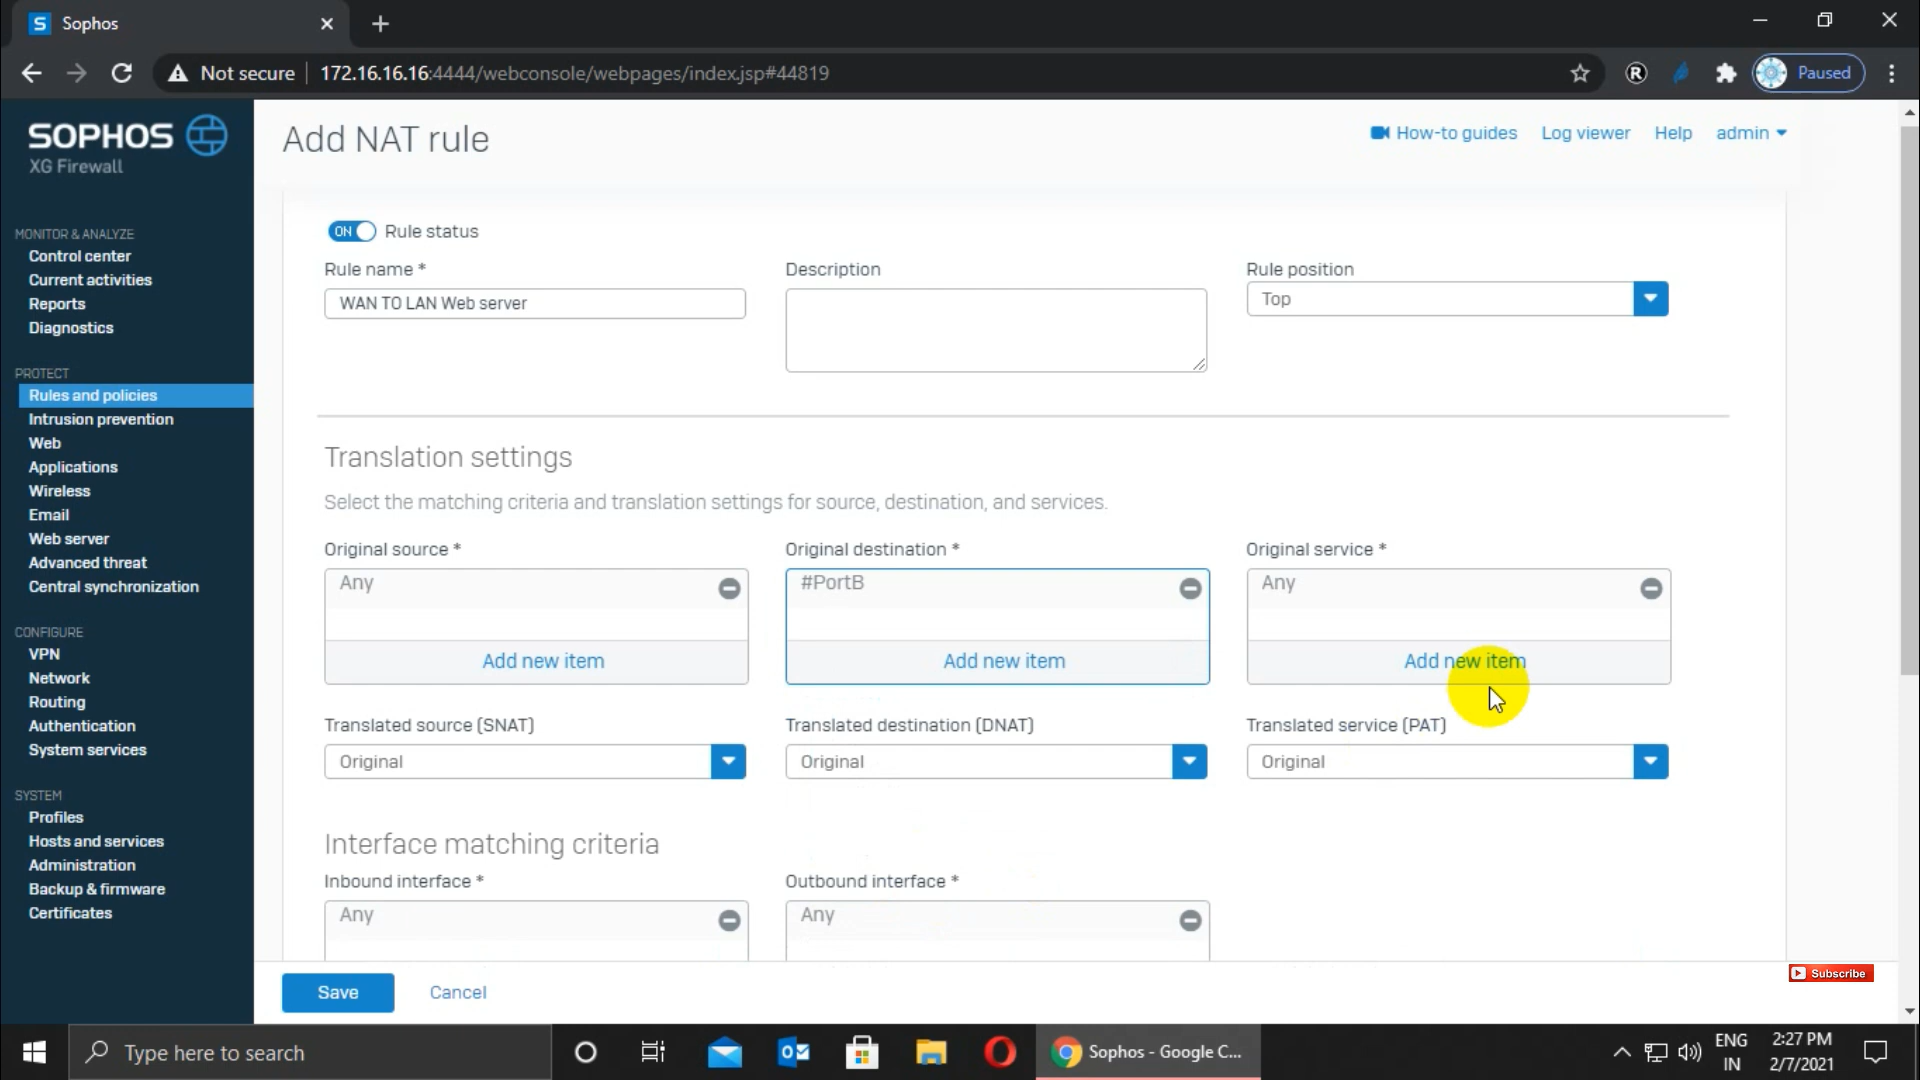 S Sophos
Not secure 172.16.16.16:4444/webconsole/webpages/index.jsp#44819
R
Paused
SOPHOS
XG Firewall
Add NAT rule
How-to guides
Log viewer
Help
admin
MONITOR & ANALYZE
Control center
Current activities
Reports
Diagnostics
PROTECT
Rules and policies
Intrusion prevention
Web
Applications
Wireless
Email
Web server
Advanced threat
Central synchronization
CONFIGURE
VPN
Network
Routing
Authentication
System services
SYSTEM
Profiles
Hosts and services
Administration
Backup & firmware
Certificates
ON Rule status
Rule name *
WAN TO LAN Web server
Description
Rule position
Top
Translation settings
Select the matching criteria and translation settings for source, destination, and services.
Original source *
Any
Add new item
Original destination *
#PortB
Add new item
Original service *
Any
Add new item
Translated source (SNAT)
Original
Translated destination (DNAT)
Original
Translated service (PAT)
Original
Interface matching criteria
Inbound interface *
Any
Outbound interface *
Any
Save
Cancel
Subscribe
Type here to search
Sophos - Google C...
ENG
IN
2:27 PM
2/7/2021